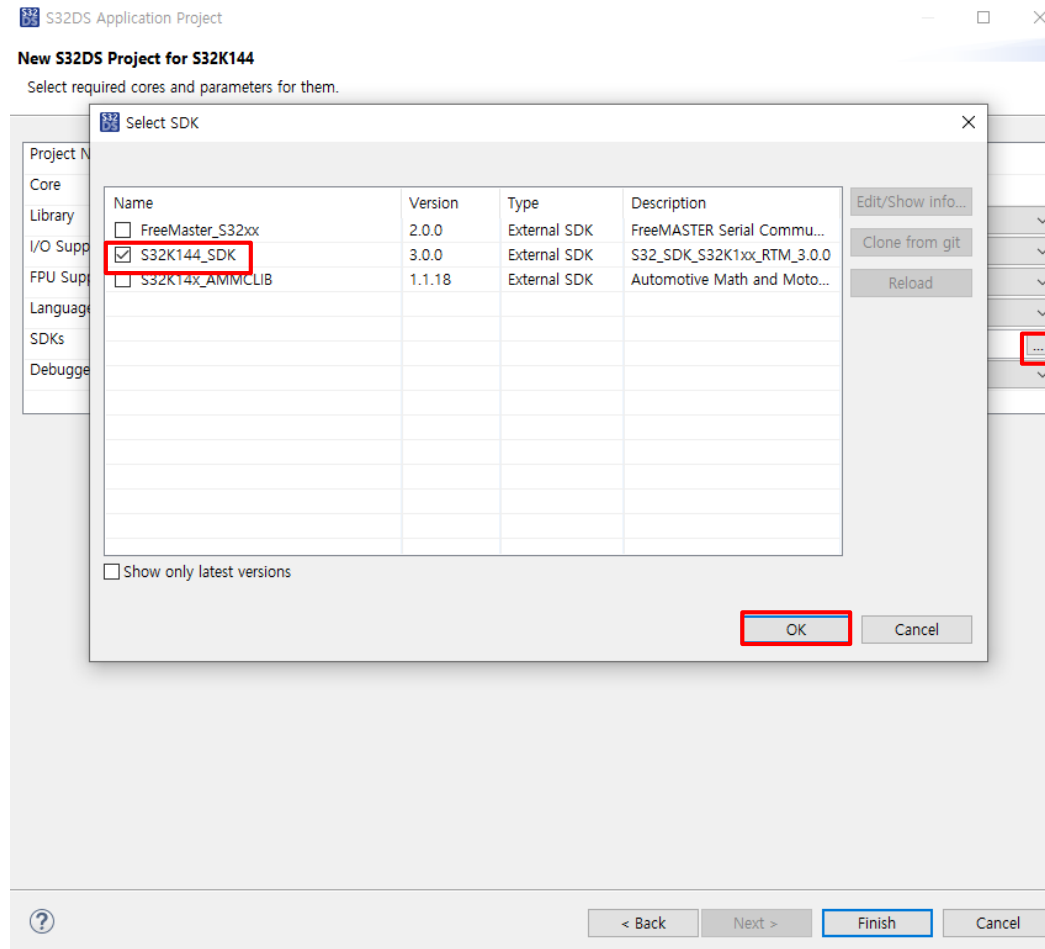 S32DS Application Project
New S32DS Project for S32K144
Select required cores and parameters for them.
Select SDK
Project N
Core
Library
I/O Supp
FPU Supp
Language
SDKs
Debugge
Name Version Type Description
FreeMaster_S32xx 2.0.0 External SDK FreeMASTER Serial Commu...
S32K144_SDK 3.0.0 External SDK S32_SDK_S32K1xx_RTM_3.0.0
S32K14x_AMMCLIB 1.1.18 External SDK Automotive Math and Moto...
Edit/Show info...
Clone from git
Reload
...
Show only latest versions
OK Cancel
< Back Next > Finish Cancel